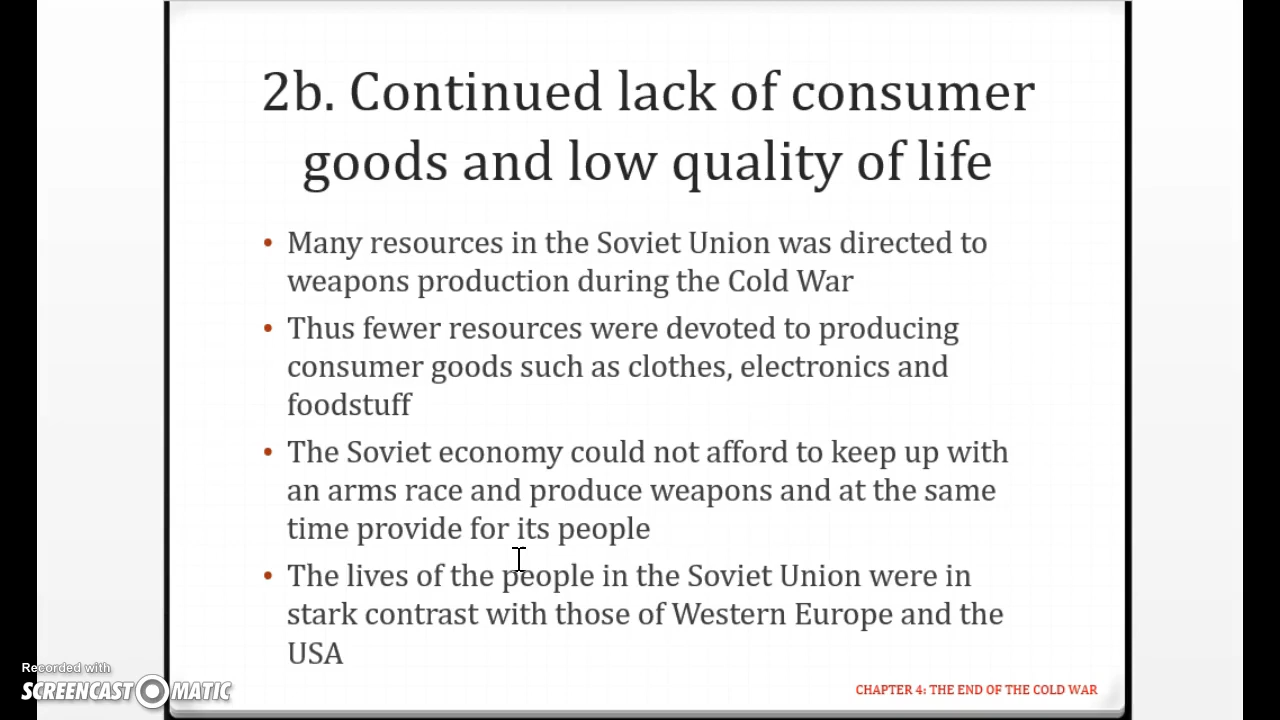 2b. Continued lack of consumer
goods and low quality of life
• Many resources in the Soviet Union was directed to
weapons production during the Cold War
• Thus fewer resources were devoted to producing
consumer goods such as clothes, electronics and
foodstuff
• The Soviet economy could not afford to keep up with
an arms race and produce weapons and at the same
time provide for its people
• The lives of the people in the Soviet Union were in
stark contrast with those of Western Europe and the
USA
Recorded with
SCREENCAST-O-MATIC
CHAPTER 4: THE END OF THE COLD WAR